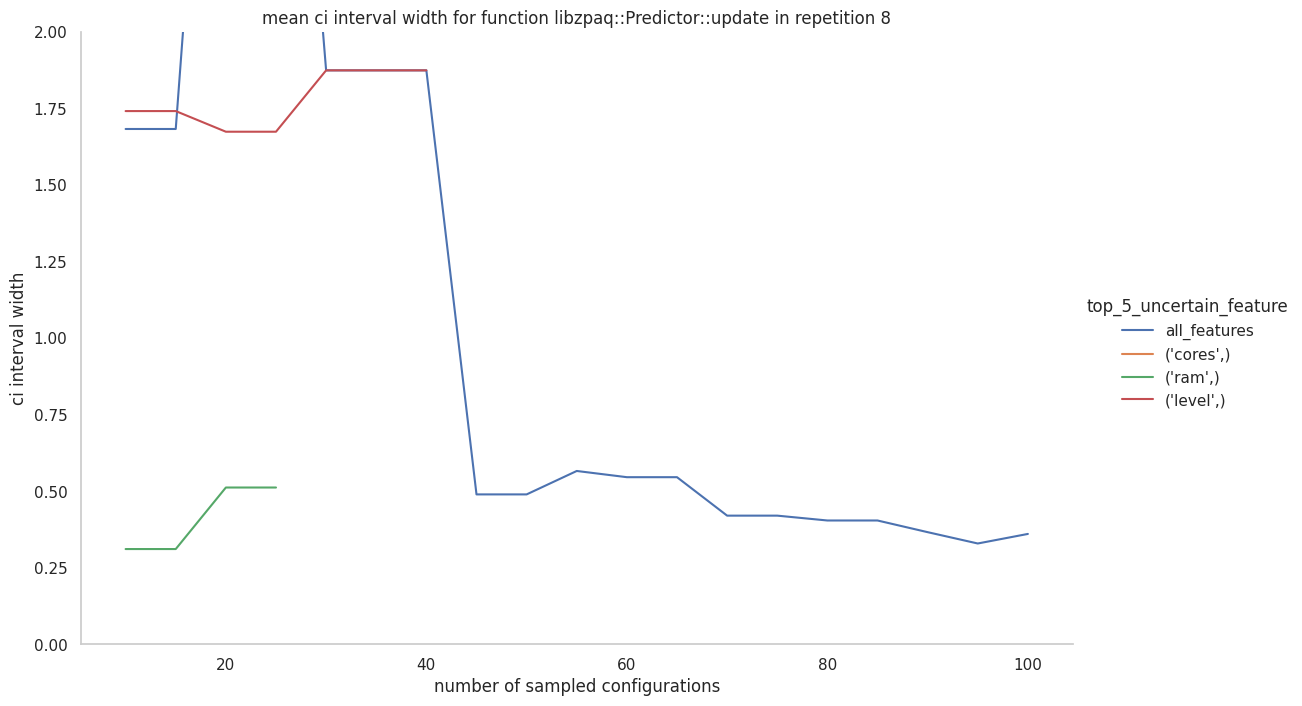 mean ci interval width for function libzpaq::Predictor::update in repetition 8
2.00
1.75
1.50
1.25
1.00
0.75
0.50
0.25
0.00
ci interval width
20
40
60
80
100
number of sampled configurations
top_5_uncertain_feature
all_features
('cores',)
('ram',)
('level',)